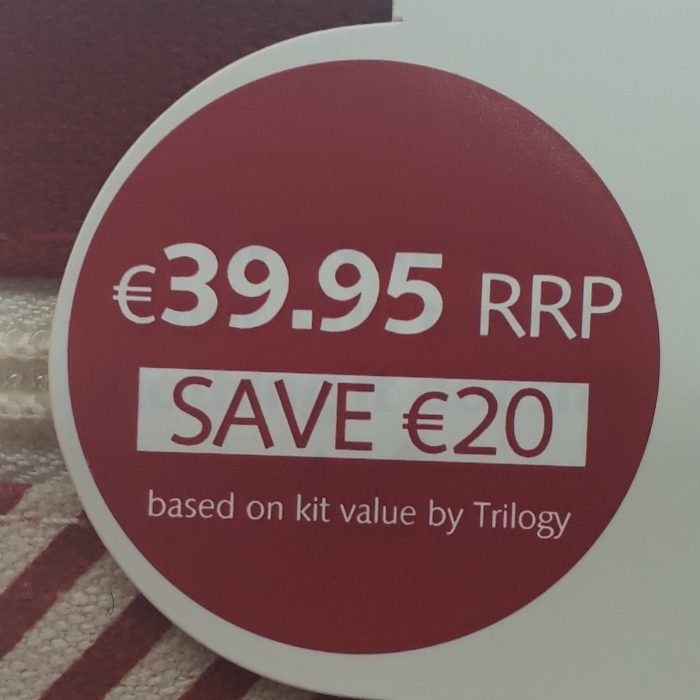 €39.95 RRP
SAVE €20
based on kit value by Trilogy